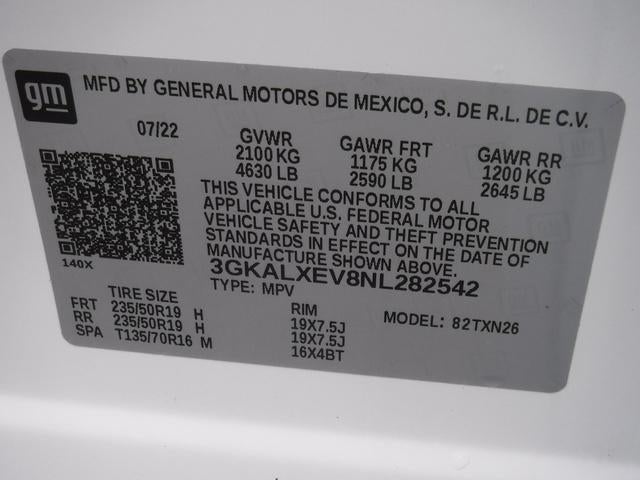 gm
MFD BY GENERAL MOTORS DE MEXICO, S. DE R.L. DE C.V.
07/22 GVWR GAWR FRT GAWR RR
2100 KG 1175 KG 1200 KG
4630 LB 2590 LB 2645 LB
THIS VEHICLE CONFORMS TO ALL
APPLICABLE U.S. FEDERAL MOTOR
VEHICLE SAFETY AND THEFT PREVENTION
STANDARDS IN EFFECT ON THE DATE OF
MANUFACTURE SHOWN ABOVE.
140X
3GKALXEV8NL282542
TYPE: MPV
TIRE SIZE RIM MODEL: 82TXN26
FRT 235/50R19 H 19X7.5J
RR 235/50R19 H 19X7.5J
SPA T135/70R16 M 16X4BT